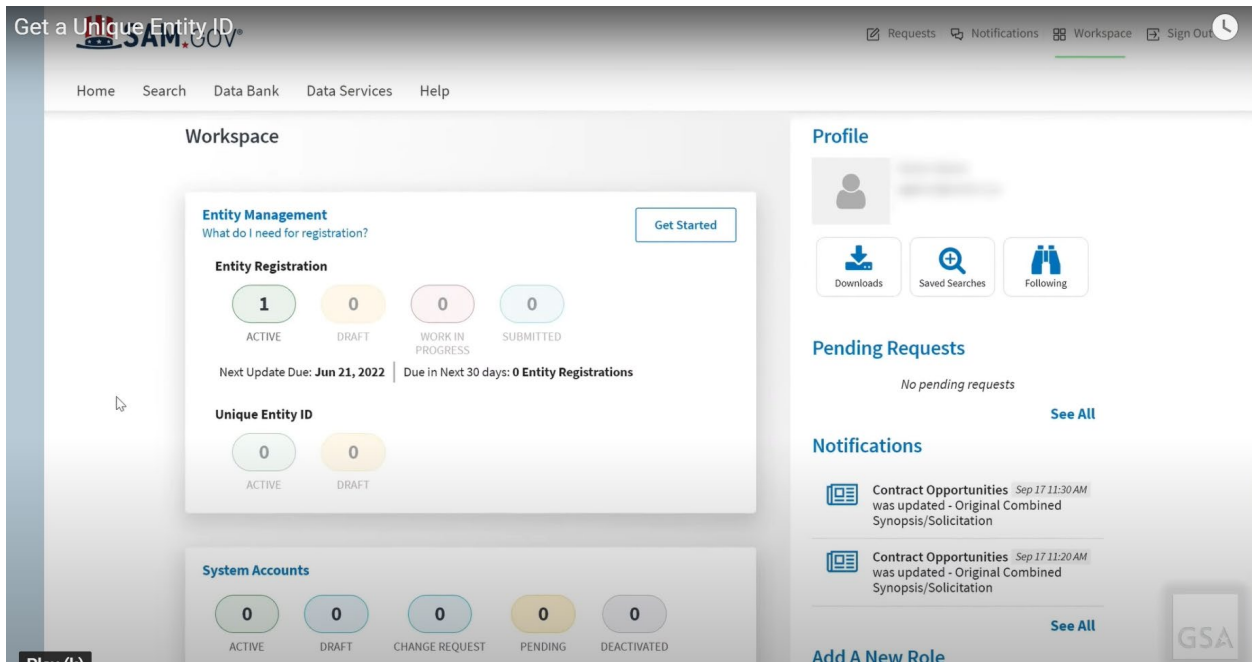 Get a Unique Entity ID
SAM.GOV®
Requests Notifications Workspace Sign Out
Home Search Data Bank Data Services Help
Workspace
Entity Management
What do I need for registration?
Get Started
Entity Registration
1 0 0 0
ACTIVE DRAFT WORK IN PROGRESS SUBMITTED
Next Update Due: Jun 21, 2022 | Due in Next 30 days: 0 Entity Registrations
Unique Entity ID
0 0
ACTIVE DRAFT
System Accounts
0 0 0 0 0
ACTIVE DRAFT CHANGE REQUEST PENDING DEACTIVATED
Profile
Downloads Saved Searches Following
Pending Requests
No pending requests
See All
Notifications
Contract Opportunities Sep 17 11:30 AM
was updated - Original Combined
Synopsis/Solicitation
Contract Opportunities Sep 17 11:20 AM
was updated - Original Combined
Synopsis/Solicitation
See All
Add A New Role
GSA
Play (k)